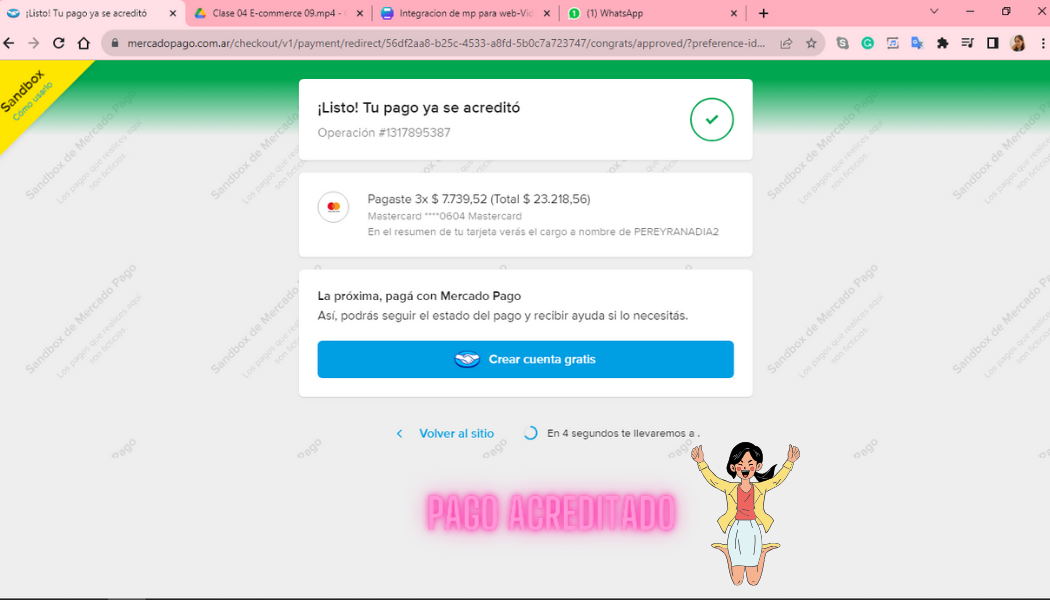 ¡Listo! Tu pago ya se acreditó
Clase 04 E-commerce 09.mp4 -
Integracion de mp para web-Vid
(1) WhatsApp
mercadopago.com.ar/checkout/v1/payment/redirect/56df2aa8-b25c-4533-a8fd-5b0c7a723747/congrats/approved/?preference-id...
Sandbox
Cómo usarlo
¡Listo! Tu pago ya se acreditó
Operación #1317895387
Pagaste 3x $ 7.739,52 (Total $ 23.218,56)
Mastercard ****0604 Mastercard
En el resumen de tu tarjeta verás el cargo a nombre de PEREYRANADIA2
La próxima, pagá con Mercado Pago
Así, podrás seguir el estado del pago y recibir ayuda si lo necesitás.
Crear cuenta gratis
Volver al sitio
En 4 segundos te llevaremos a .
PAGO ACREDITADO
Sandbox de Mercado Pago
Los pagos que realices aquí
son ficticios.